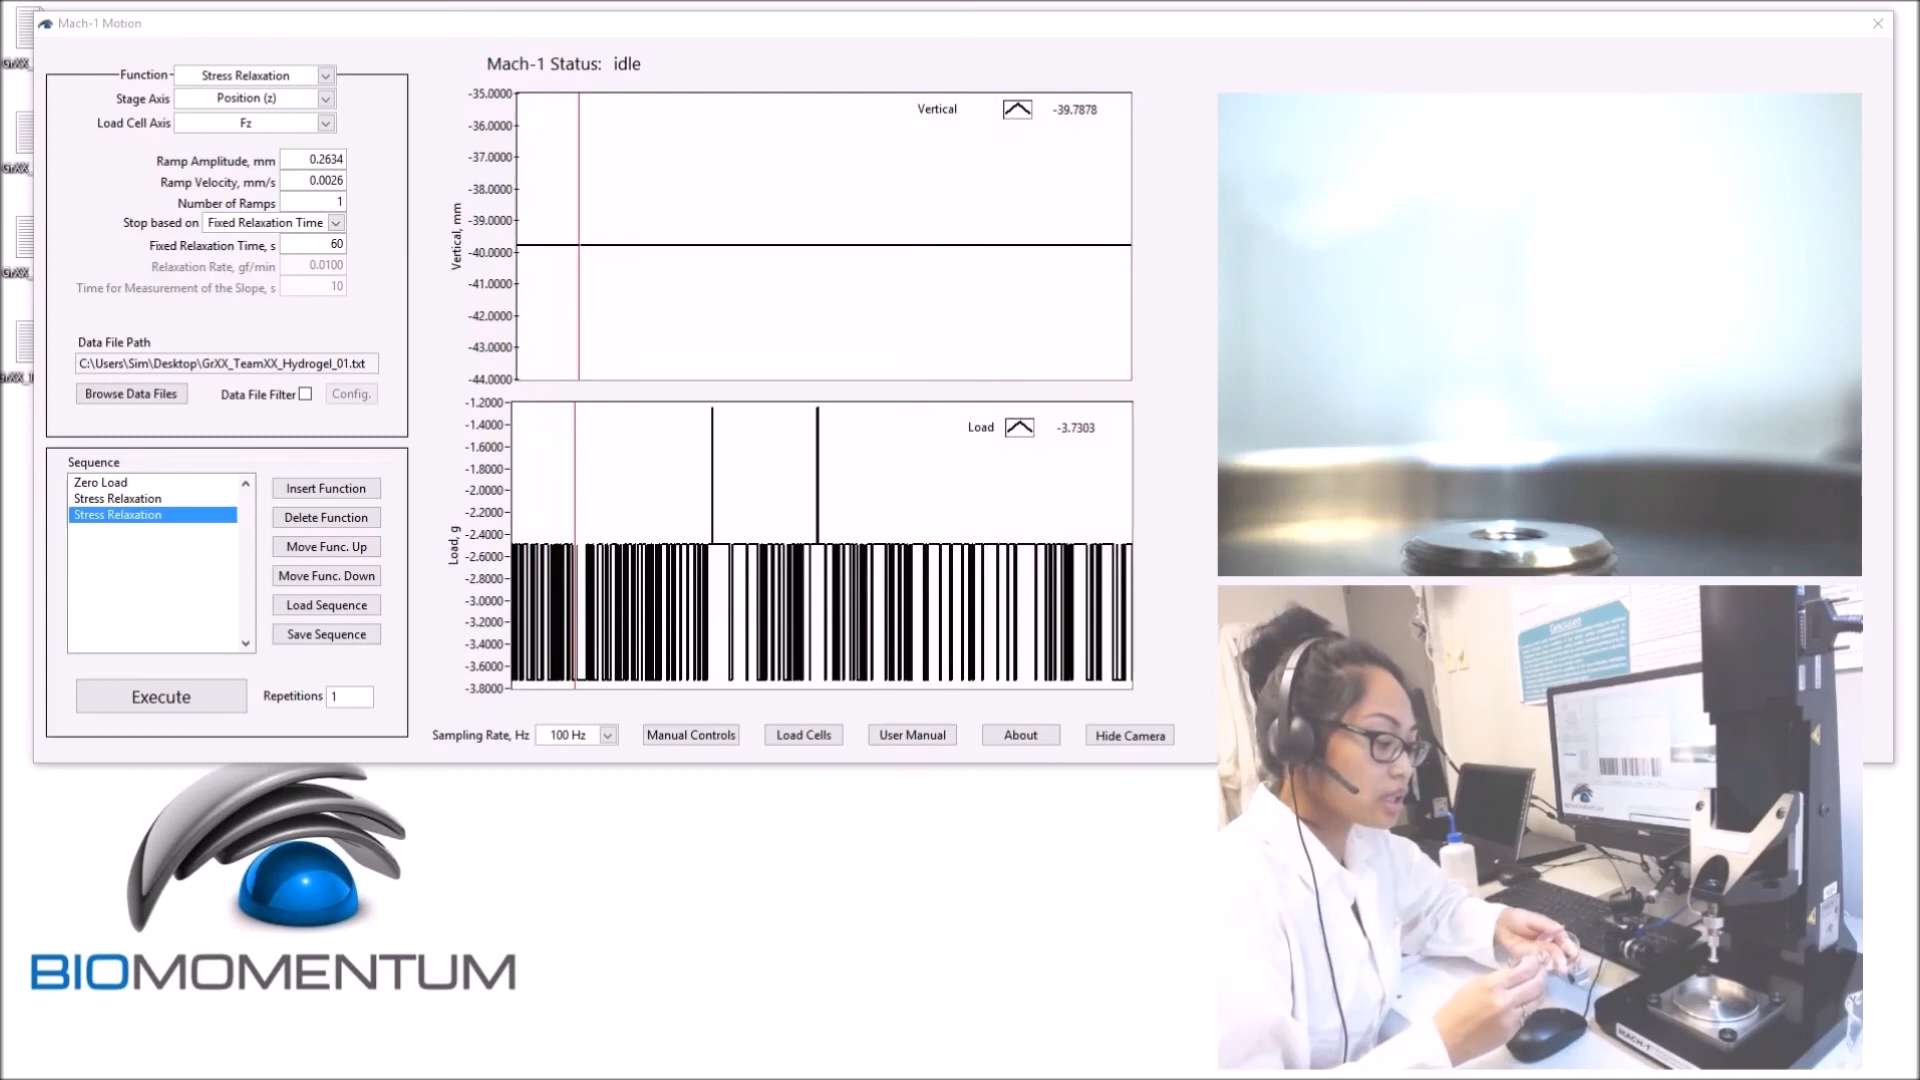 Mach-1 Motion
Function Stress Relaxation
Stage Axis Position (z)
Load Cell Axis Fz
Ramp Amplitude, mm 0.2634
Ramp Velocity, mm/s 0.0026
Number of Ramps 1
Stop based on Fixed Relaxation Time
Fixed Relaxation Time, s 60
Relaxation Rate, gf/min 0.0100
Time for Measurement of the Slope, s 10
Data File Path
C:\Users\Sim\Desktop\GrXX_TeamXX_Hydrogel_01.txt
Browse Data Files Data File Filter Config.
Sequence
Zero Load
Stress Relaxation
Stress Relaxation
Insert Function
Delete Function
Move Func. Up
Move Func. Down
Load Sequence
Save Sequence
Execute Repetitions 1
Mach-1 Status: idle
Vertical -39.7878
Vertical, mm
-35.0000
-36.0000
-37.0000
-38.0000
-39.0000
-40.0000
-41.0000
-42.0000
-43.0000
-44.0000
Load -3.7303
Load, g
-1.2000
-1.4000
-1.6000
-1.8000
-2.0000
-2.2000
-2.4000
-2.6000
-2.8000
-3.0000
-3.2000
-3.4000
-3.6000
-3.8000
Sampling Rate, Hz 100 Hz Manual Controls Load Cells User Manual About Hide Camera
BIOMOMENTUM
Conclusion
MACH-1